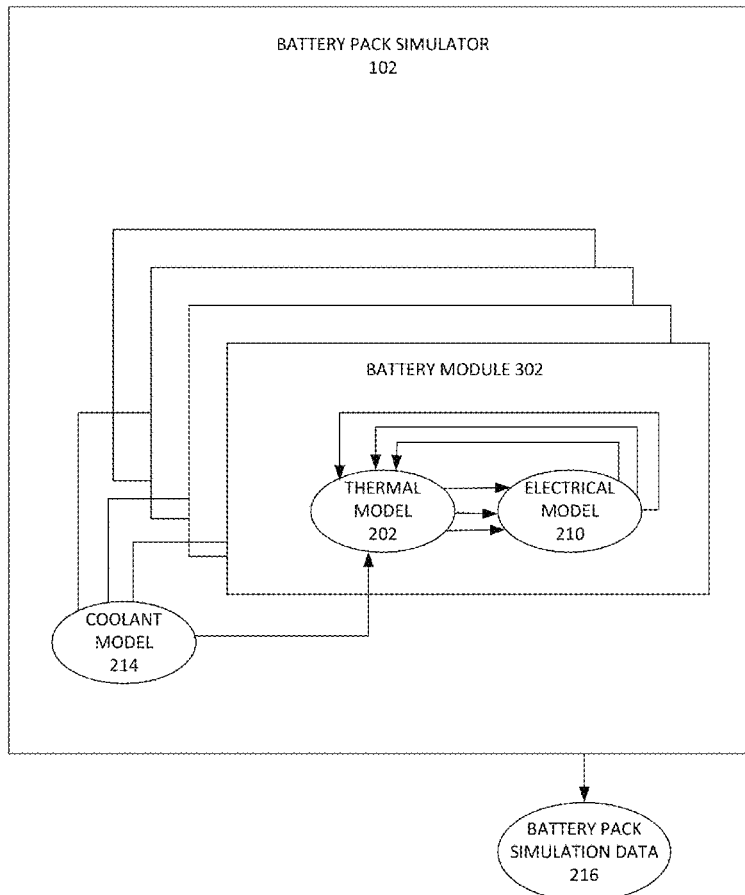 BATTERY PACK SIMULATOR
102
BATTERY MODULE 302
THERMAL
MODEL
202
ELECTRICAL
MODEL
210
COOLANT
MODEL
214
BATTERY PACK
SIMULATION DATA
216